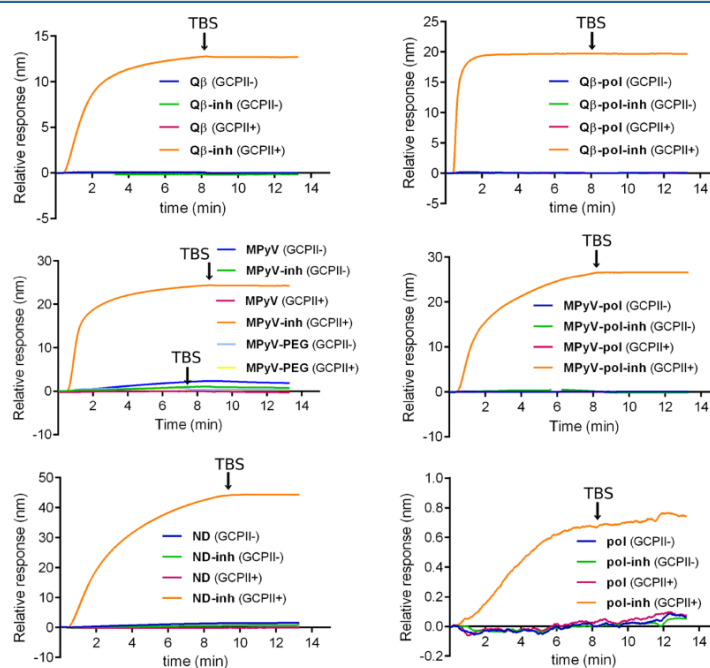 TBS
15
10
5
0
-5
2 4 6 8 10 12 14
Relative response (nm)
time (min)
Qβ (GCPII-)
Qβ-inh (GCPII-)
Qβ (GCPII+)
Qβ-inh (GCPII+)
TBS
25
20
15
10
5
0
-5
2 4 6 8 10 12 14
Relative response (nm)
time (min)
Qβ-pol (GCPII-)
Qβ-pol-inh (GCPII-)
Qβ-pol (GCPII+)
Qβ-pol-inh (GCPII+)
TBS
TBS
30
20
10
0
-10
2 4 6 8 10 12 14
Relative response (nm)
Time (min)
MPyV (GCPII-)
MPyV-inh (GCPII-)
MPyV (GCPII+)
MPyV-inh (GCPII+)
MPyV-PEG (GCPII-)
MPyV-PEG (GCPII+)
TBS
30
20
10
0
-10
2 4 6 8 10 12 14
Relative response (nm)
Time (min)
MPyV-pol (GCPII-)
MPyV-pol-inh (GCPII-)
MPyV-pol (GCPII+)
MPyV-pol-inh (GCPII+)
TBS
50
40
30
20
10
0
-10
2 4 6 8 10 12 14
Relative response (nm)
time (min)
ND (GCPII-)
ND-inh (GCPII-)
ND (GCPII+)
ND-inh (GCPII+)
TBS
1.0
0.8
0.6
0.4
0.2
0.0
-0.2
2 4 6 8 10 12 14
Relative response (nm)
time (min)
pol (GCPII-)
pol-inh (GCPII-)
pol (GCPII+)
pol-inh (GCPII+)